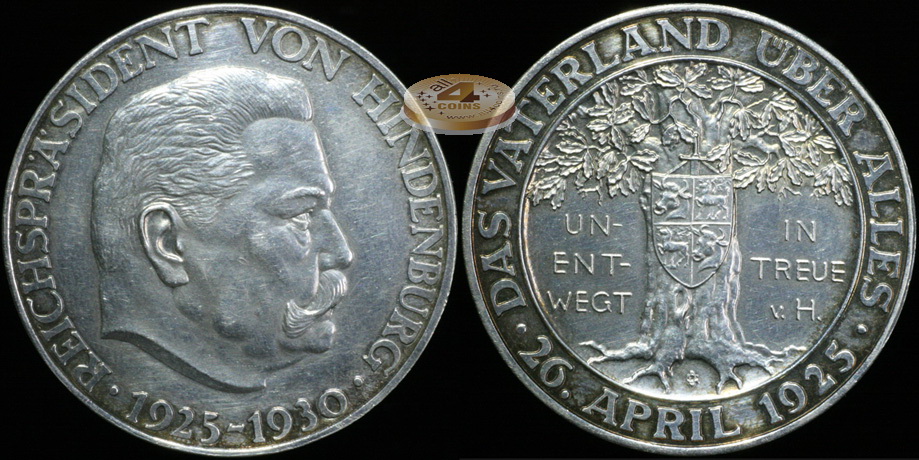 REICHSPRÄSIDENT VON HINDENBURG
· 1925-1930 ·
all
4
COINS
DAS VATERLAND ÜBER ALLES
· 26. APRIL 1925 ·
UN-
ENT-
WEGT
IN
TREUE
v. H.